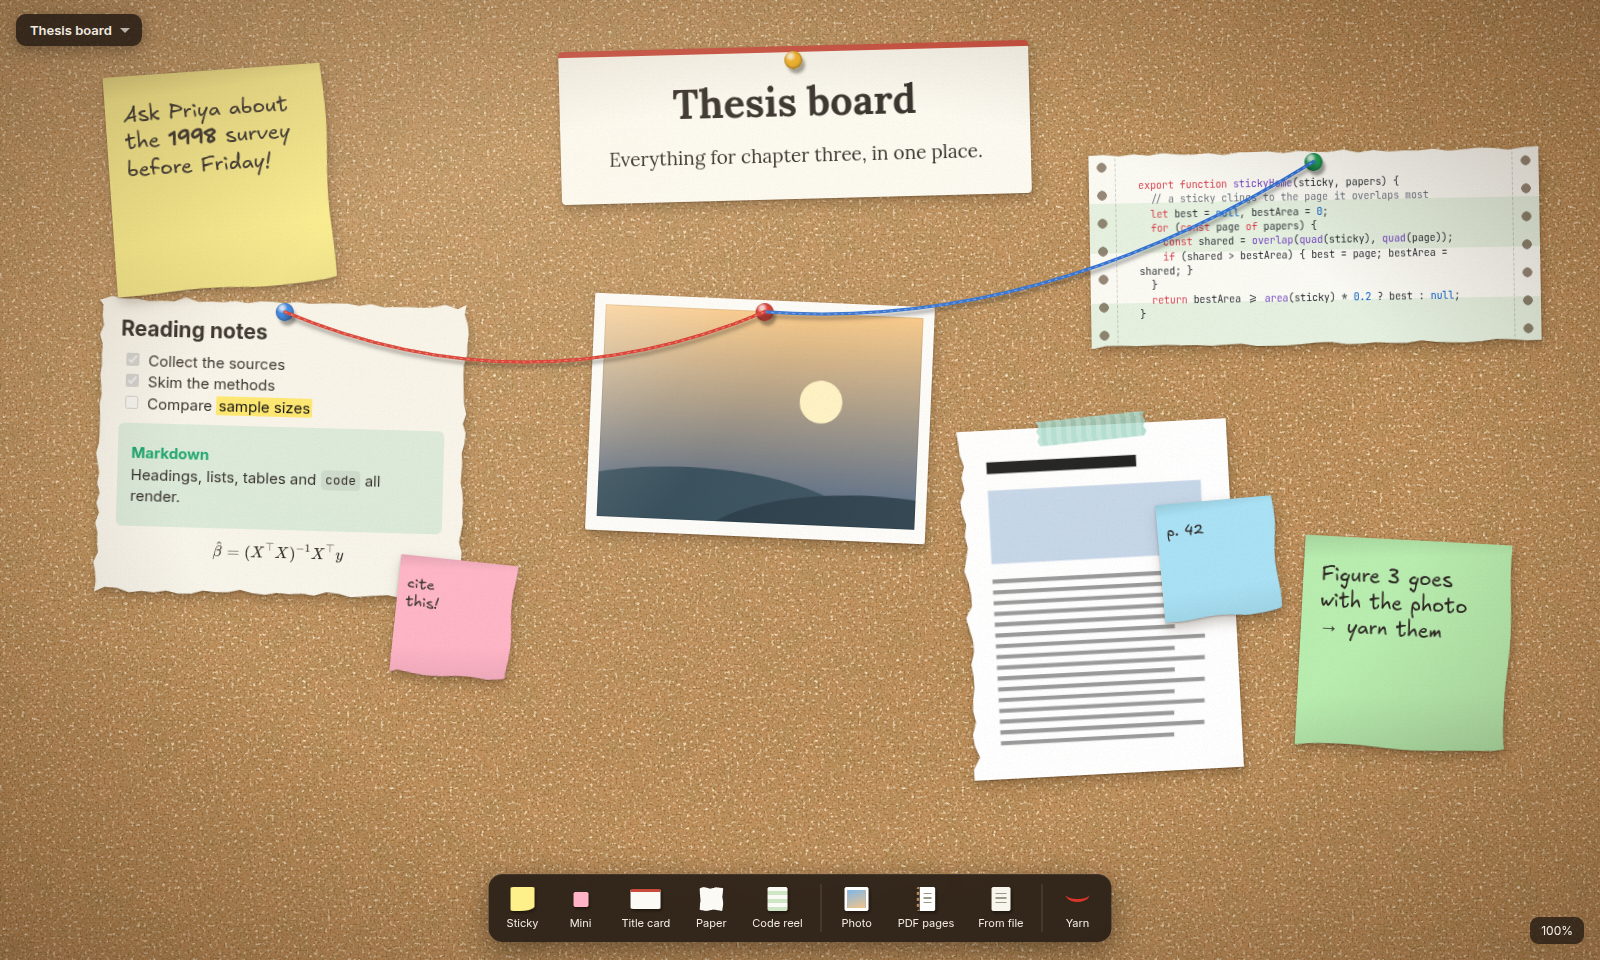 Thesis board
Ask Priya about
the 1998 survey
before Friday!
Thesis board
Everything for chapter three, in one place.
export function stickyHome(sticky, papers) {
// a sticky clings to the page it overlaps most
let best = null, bestArea = 0;
for (const page of papers) {
const shared = overlap(quad(sticky), quad(page));
if (shared > bestArea) { best = page; bestArea =
shared; }
}
return bestArea >= area(sticky) * 0.2 ? best : null;
}
Reading notes
Collect the sources
Skim the methods
Compare sample sizes
Markdown
Headings, lists, tables and code all
render.
β̂ = (X⊤X)⁻¹X⊤y
cite
this!
p. 42
Figure 3 goes
with the photo
→ yarn them
Sticky
Mini
Title card
Paper
Code reel
Photo
PDF pages
From file
Yarn
100%